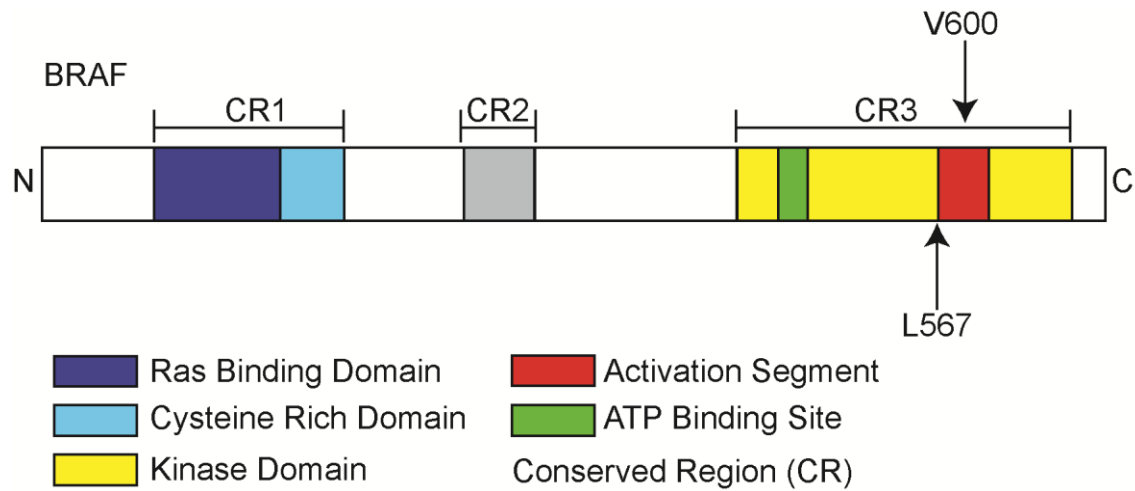 V600
BRAF
CR1
CR2
CR3
N
C
L567
Ras Binding Domain
Activation Segment
Cysteine Rich Domain
ATP Binding Site
Kinase Domain
Conserved Region (CR)